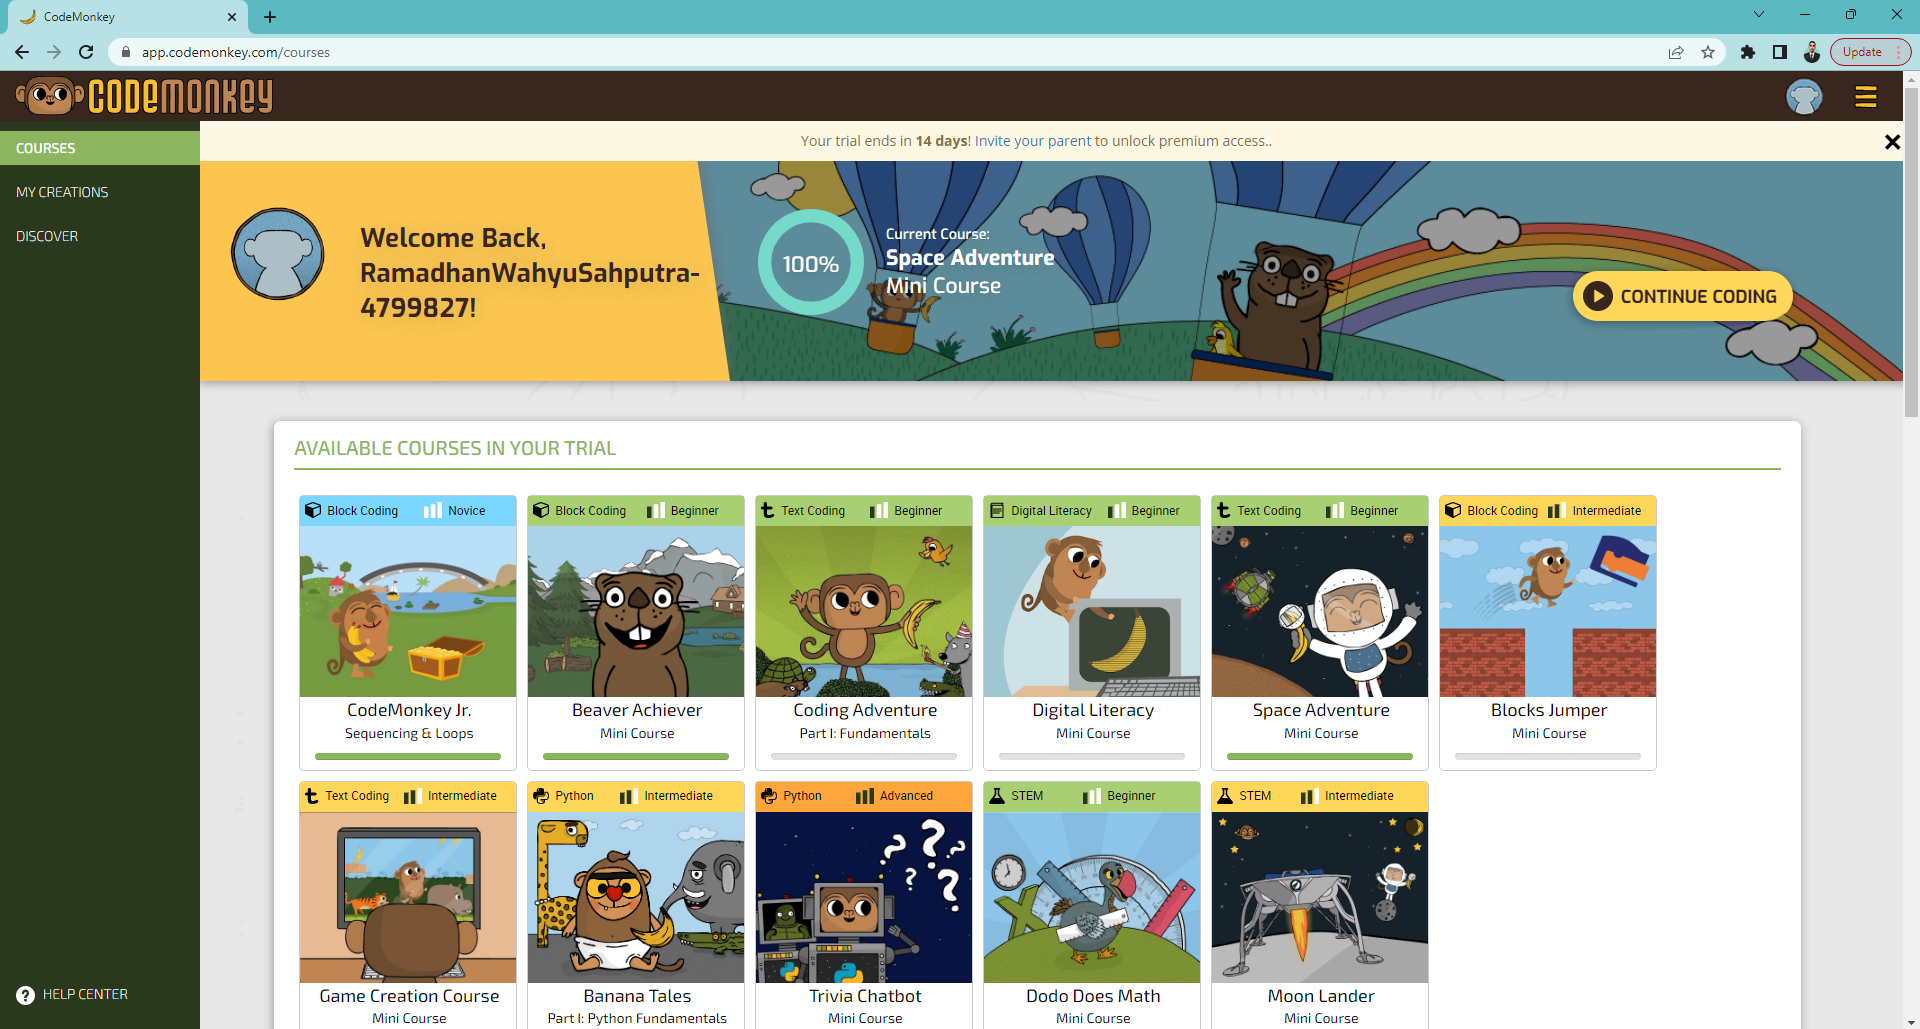 CodeMonkey
app.codemonkey.com/courses
Update
CODEMONKEY
COURSES
MY CREATIONS
DISCOVER
HELP CENTER
Your trial ends in 14 days! Invite your parent to unlock premium access..
Welcome Back,
RamadhanWahyuSahputra-
4799827!
100%
Current Course:
Space Adventure
Mini Course
CONTINUE CODING
AVAILABLE COURSES IN YOUR TRIAL
Block Coding Novice
CodeMonkey Jr.
Sequencing & Loops
Block Coding Beginner
Beaver Achiever
Mini Course
Text Coding Beginner
Coding Adventure
Part I: Fundamentals
Digital Literacy Beginner
Digital Literacy
Mini Course
Text Coding Beginner
Space Adventure
Mini Course
Block Coding Intermediate
Blocks Jumper
Mini Course
Text Coding Intermediate
Game Creation Course
Mini Course
Python Intermediate
Banana Tales
Part I: Python Fundamentals
Python Advanced
Trivia Chatbot
Mini Course
STEM Beginner
Dodo Does Math
Mini Course
STEM Intermediate
Moon Lander
Mini Course